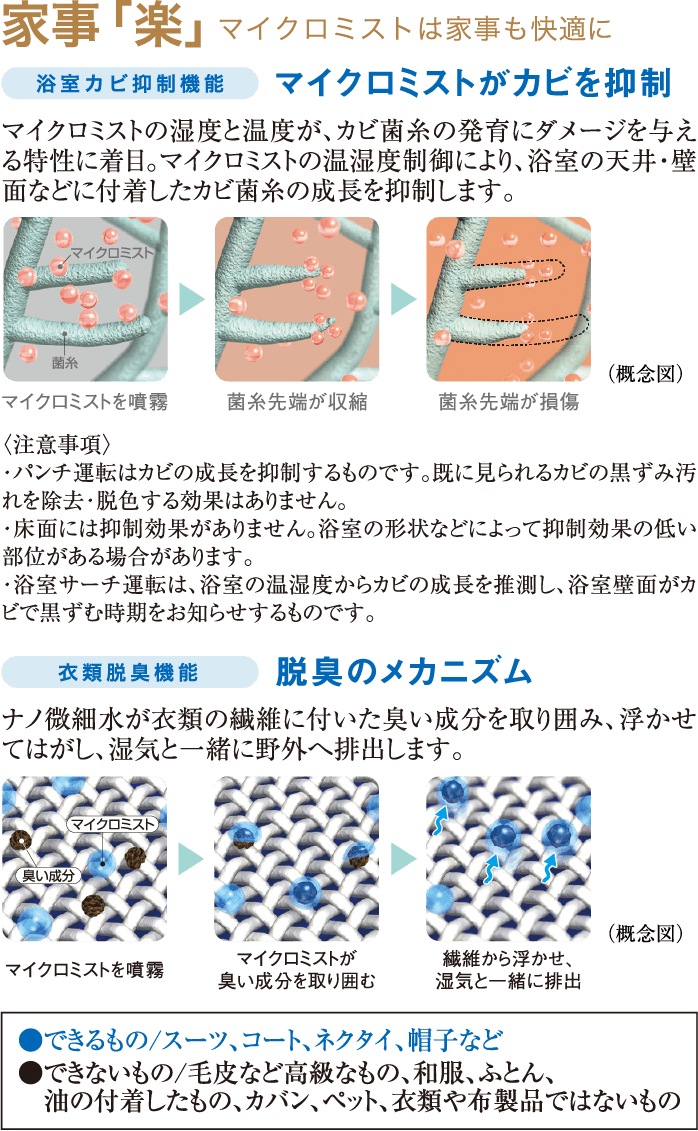 家事「楽」 マイクロミストは家事も快適に
浴室カビ抑制機能 マイクロミストがカビを抑制
マイクロミストの湿度と温度が、カビ菌糸の発育にダメージを与え
る特性に着目。マイクロミストの温湿度制御により、浴室の天井・壁
面などに付着したカビ菌糸の成長を抑制します。
マイクロミスト
菌糸
マイクロミストを噴霧
菌糸先端が収縮
菌糸先端が損傷
（概念図）
〈注意事項〉
・パンチ運転はカビの成長を抑制するものです。既に見られるカビの黒ずみ汚
れを除去・脱色する効果はありません。
・床面には抑制効果がありません。浴室の形状などによって抑制効果の低い
部位がある場合があります。
・浴室サーチ運転は、浴室の温湿度からカビの成長を推測し、浴室壁面がカ
ビで黒ずむ時期をお知らせするものです。
衣類脱臭機能 脱臭のメカニズム
ナノ微細水が衣類の繊維に付いた臭い成分を取り囲み、浮かせ
てはがし、湿気と一緒に野外へ排出します。
マイクロミスト
臭い成分
マイクロミストを噴霧
マイクロミストが
臭い成分を取り囲む
繊維から浮かせ、
湿気と一緒に排出
（概念図）
●できるもの/スーツ、コート、ネクタイ、帽子など
●できないもの/毛皮など高級なもの、和服、ふとん、
油の付着したもの、カバン、ペット、衣類や布製品ではないもの